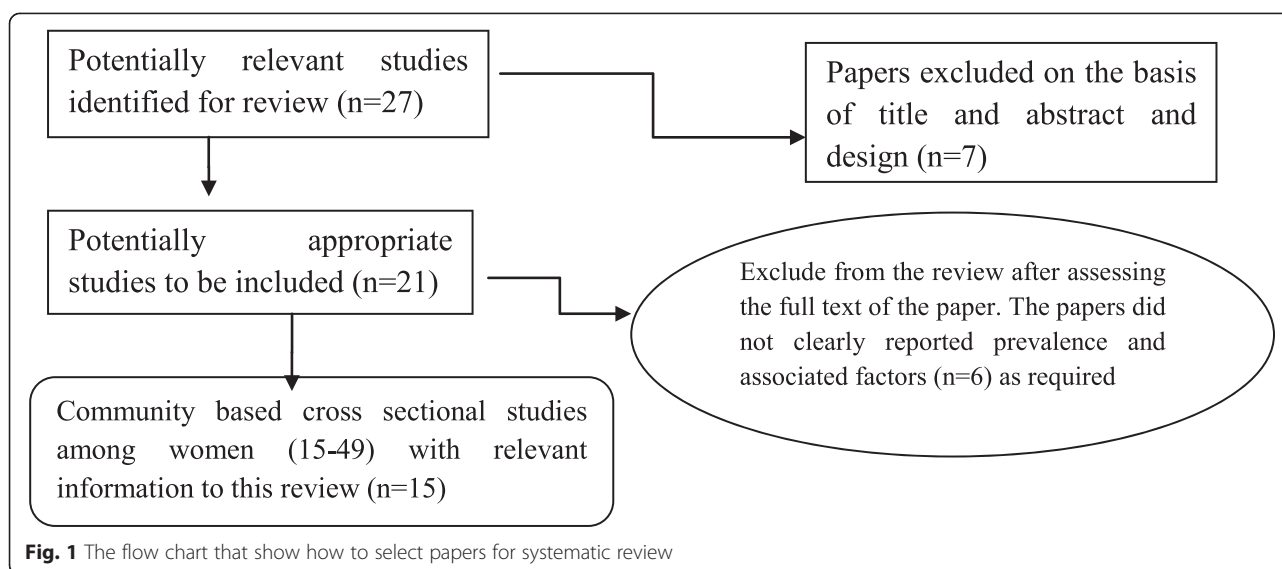 Potentially relevant studies
identified for review (n=27)
Papers excluded on the basis
of title and abstract and
design (n=7)
Potentially appropriate
studies to be included (n=21)
Exclude from the review after assessing
the full text of the paper. The papers did
not clearly reported prevalence and
associated factors (n=6) as required
Community based cross sectional studies
among women (15-49) with relevant
information to this review (n=15)
Fig. 1 The flow chart that show how to select papers for systematic review